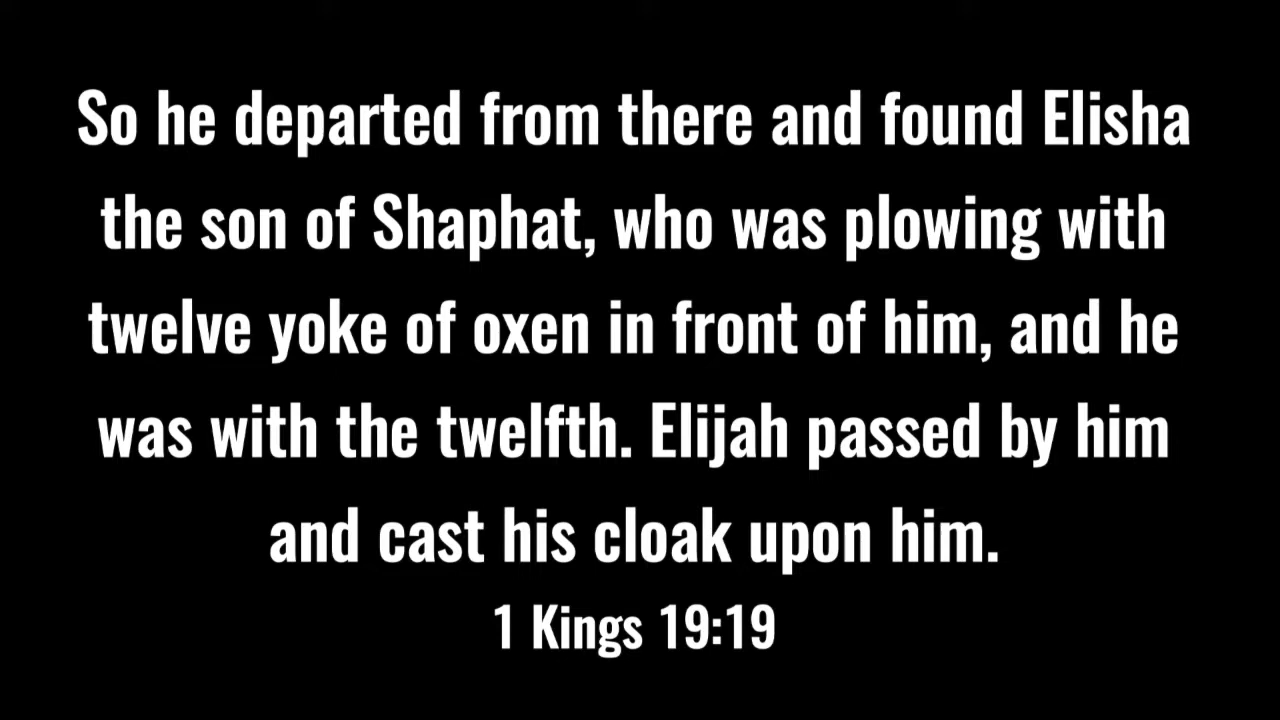 So he departed from there and found Elisha
the son of Shaphat, who was plowing with
twelve yoke of oxen in front of him, and he
was with the twelfth. Elijah passed by him
and cast his cloak upon him.
1 Kings 19:19